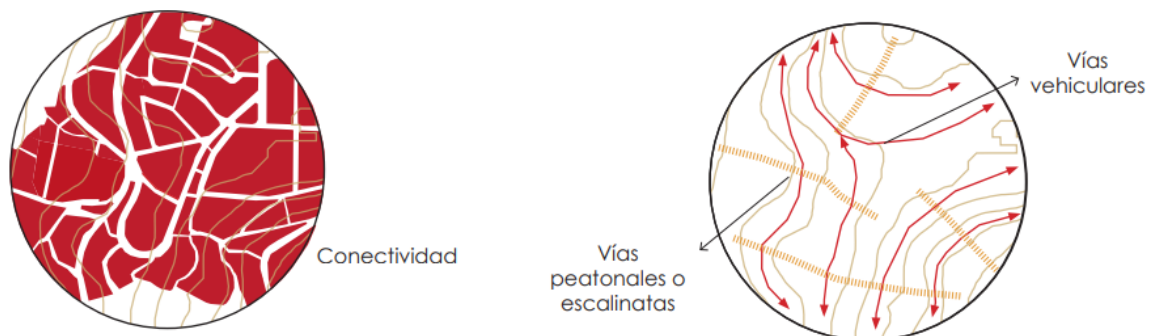 Conectividad
Vías
vehiculares
Vías
peatonales o
escalinatas